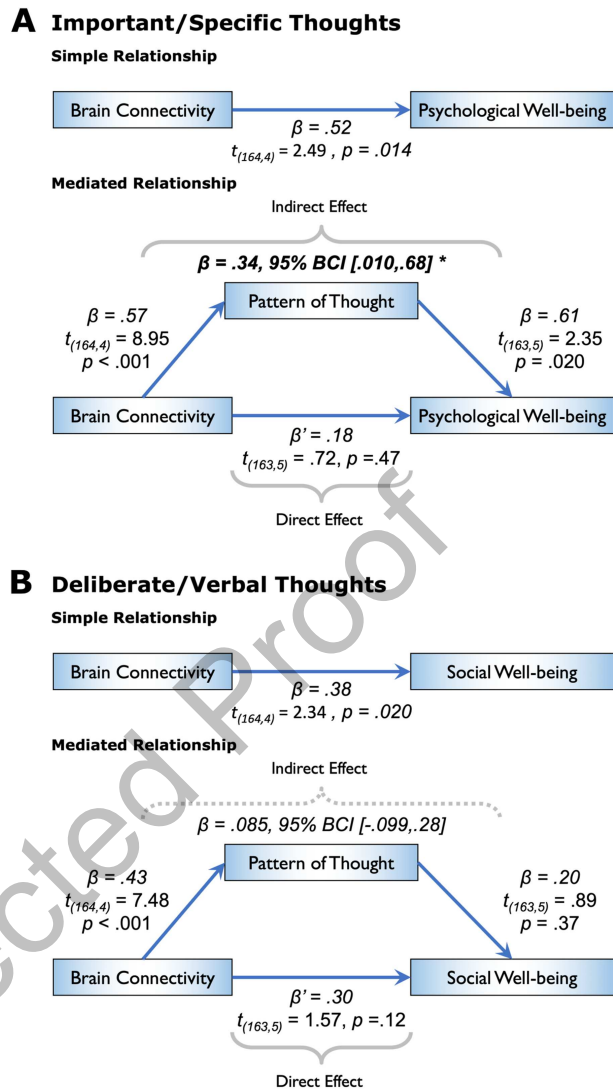 A Important/Specific Thoughts
Simple Relationship
Brain Connectivity
Psychological Well-being
β = .52
t(164,4) = 2.49 , p = .014
Mediated Relationship
Indirect Effect
β = .34, 95% BCI [.010,.68] *
Pattern of Thought
β = .57
t(164,4) = 8.95
p < .001
β = .61
t(163,5) = 2.35
p = .020
Brain Connectivity
Psychological Well-being
β’ = .18
t(163,5) = .72, p =.47
Direct Effect
B Deliberate/Verbal Thoughts
Simple Relationship
Brain Connectivity
Social Well-being
β = .38
t(164,4) = 2.34 , p = .020
Mediated Relationship
Indirect Effect
β = .085, 95% BCI [-.099,.28]
Pattern of Thought
β = .43
t(164,4) = 7.48
p < .001
β = .20
t(163,5) = .89
p = .37
Brain Connectivity
Social Well-being
β’ = .30
t(163,5) = 1.57, p =.12
Direct Effect
ected Proof